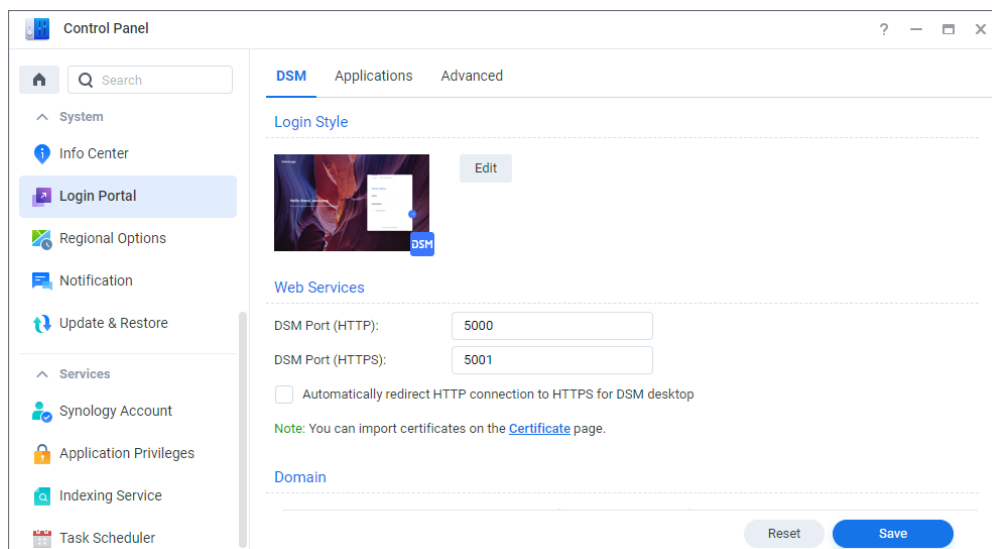 Control Panel
?
Search
System
Info Center
Login Portal
Regional Options
Notification
Update & Restore
Services
Synology Account
Application Privileges
Indexing Service
Task Scheduler
DSM Applications Advanced
Login Style
DSM
Edit
Web Services
DSM Port (HTTP): 5000
DSM Port (HTTPS): 5001
Automatically redirect HTTP connection to HTTPS for DSM desktop
Note: You can import certificates on the Certificate page.
Domain
Reset Save